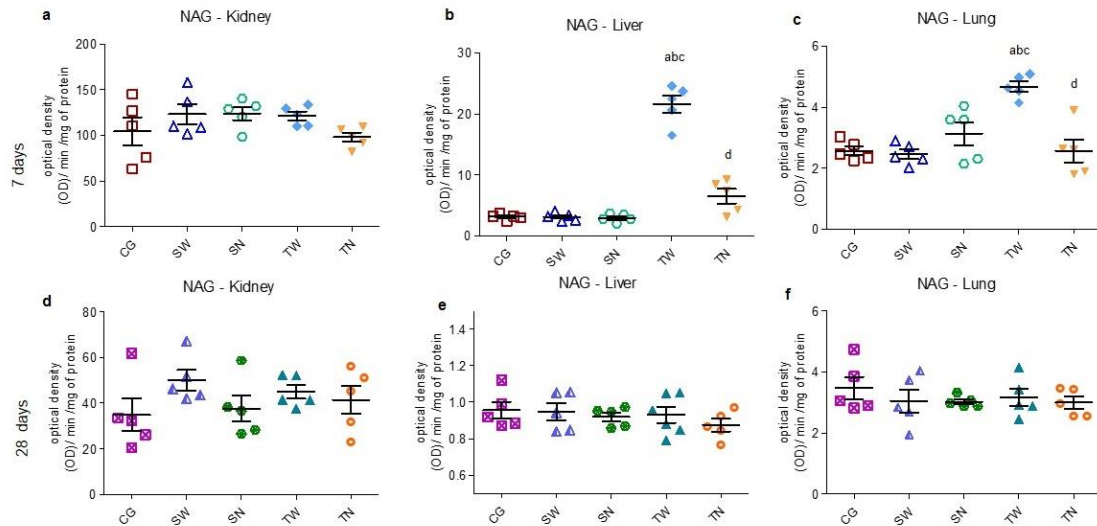 a
NAG - Kidney
optical density
(OD)/ min /mg of protein
200
150
100
50
0
CG
SW
SN
TW
TN
b
NAG - Liver
optical density
(OD)/ min /mg of protein
30
20
10
0
abc
d
CG
SW
SN
TW
TN
c
NAG - Lung
optical density
(OD)/ min /mg of protein
6
4
2
0
abc
d
CG
SW
SN
TW
TN
7 days
d
NAG - Kidney
optical density
(OD)/ min /mg of protein
80
60
40
20
0
CG
SW
SN
TW
TN
e
NAG - Liver
optical density
(OD)/ min /mg of protein
1.4
1.2
1.0
0.8
0.6
CG
SW
SN
TW
TN
f
NAG - Lung
optical density
(OD)/ min /mg of protein
6
4
2
0
CG
SW
SN
TW
TN
28 days